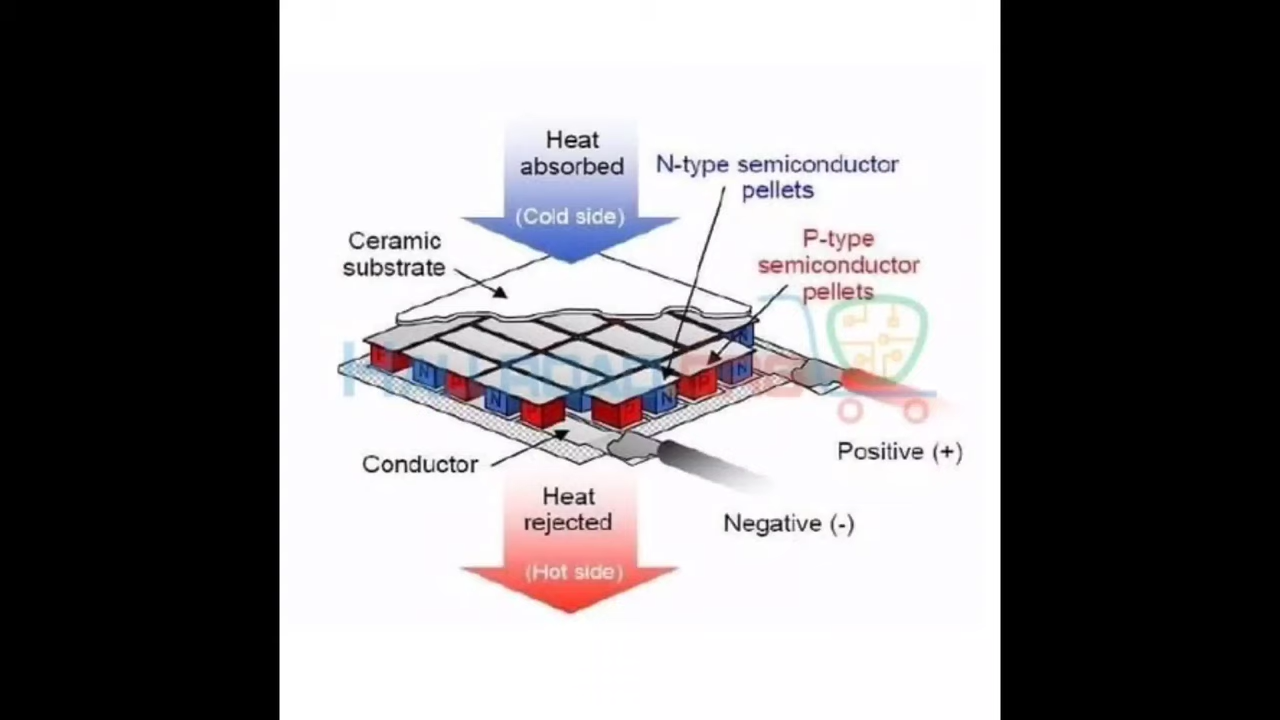 Heat
absorbed
(Cold side)
N-type semiconductor
pellets
Ceramic
substrate
P-type
semiconductor
pellets
P
N
P
N
P
N
P
N
N
Conductor
Positive (+)
Heat
rejected
(Hot side)
Negative (-)